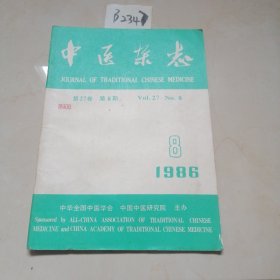 B2347
中医杂志
JOURNAL OF TRADITIONAL CHINESE MEDICINE
第27卷 第8期 Vol.27 No.8
8
1986
中华全国中医学会 中国中医研究院 主办
Sponsored by ALL-CHINA ASSOCIATION OF TRADITIONAL CHINESE
MEDICINE and CHINA ACADEMY OF TRADITIONAL CHINESE MEDICINE